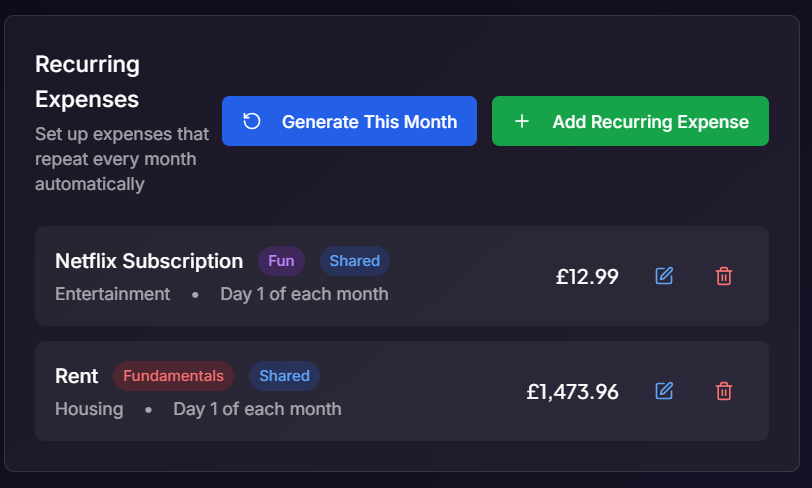 Recurring
Expenses
Set up expenses that
repeat every month
automatically
Generate This Month
Add Recurring Expense
Netflix Subscription Fun Shared
Entertainment • Day 1 of each month
£12.99
Rent Fundamentals Shared
Housing • Day 1 of each month
£1,473.96